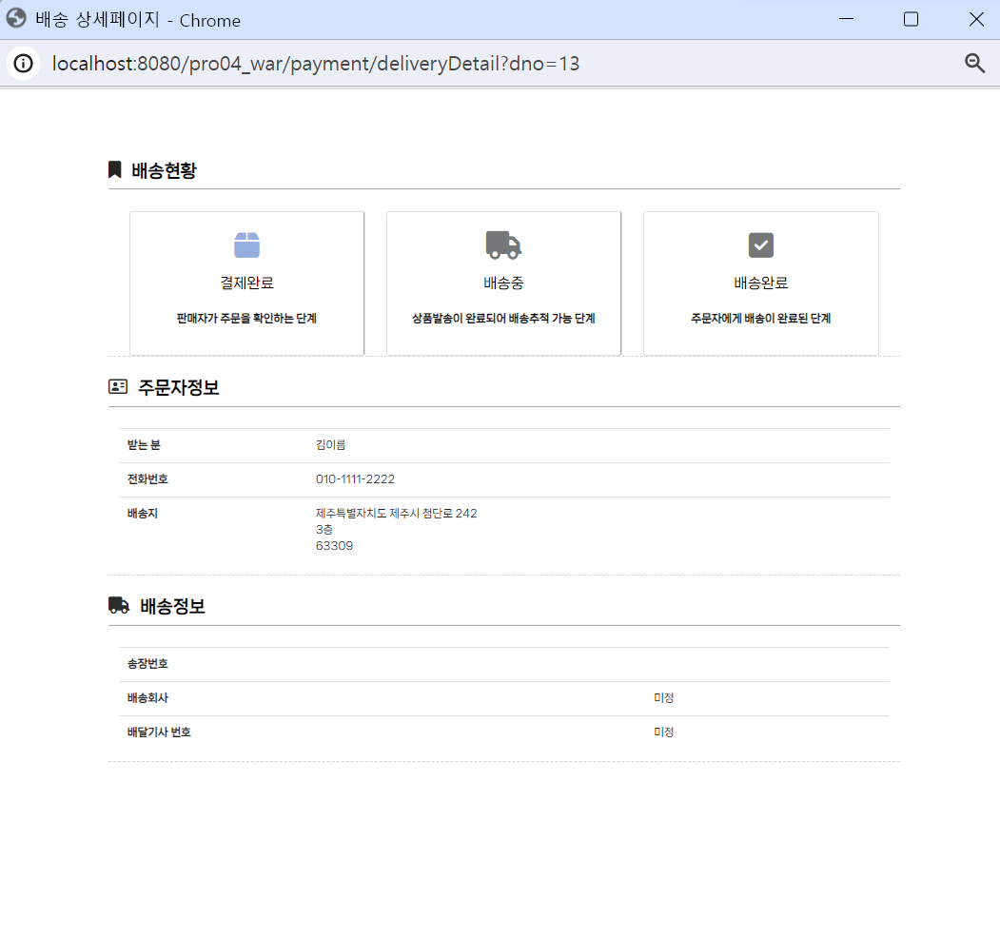 배송 상세페이지 - Chrome
localhost:8080/pro04_war/payment/deliveryDetail?dno=13
배송현황
결제완료
판매자가 주문을 확인하는 단계
배송중
상품발송이 완료되어 배송추적 가능 단계
배송완료
주문자에게 배송이 완료된 단계
주문자정보
받는 분 김이름
전화번호 010-1111-2222
배송지 제주특별자치도 제주시 첨단로 242
3층
63309
배송정보
송장번호
배송회사 미정
배달기사 번호 미정